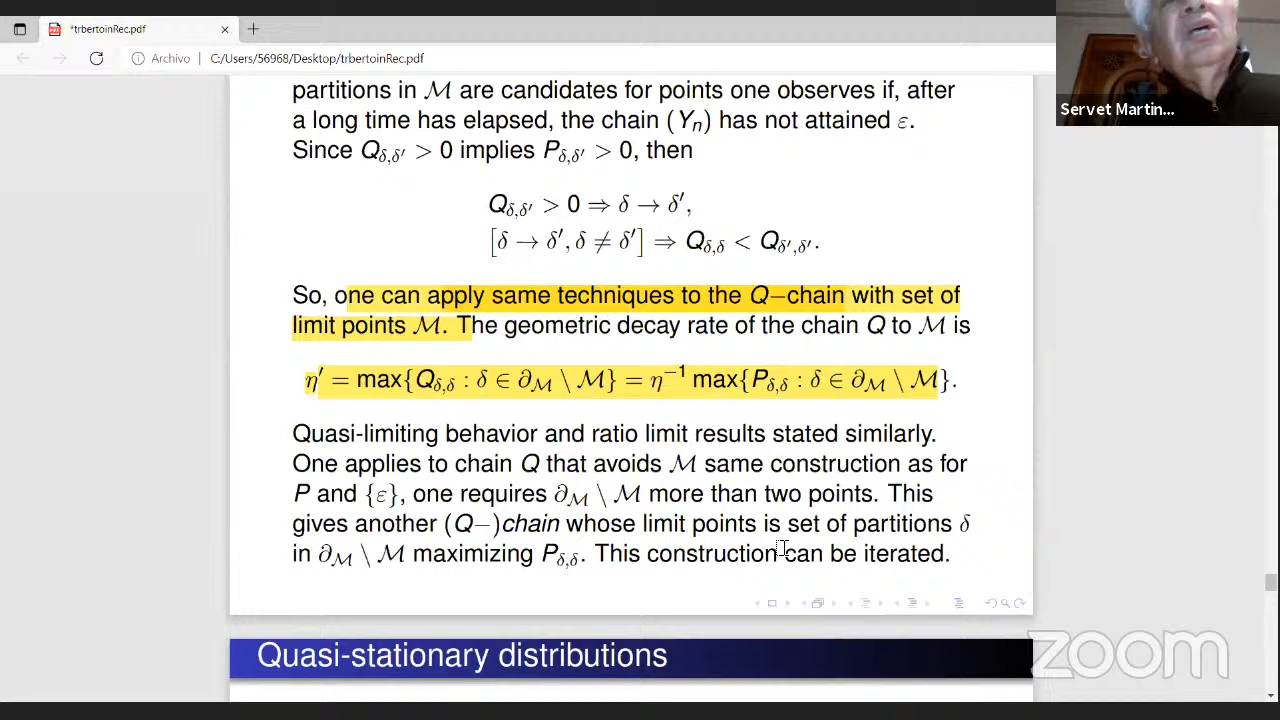 *trbertoinRec.pdf
Archivo | C:/Users/56968/Desktop/trbertoinRec.pdf
Servet Martin...
partitions in ℳ are candidates for points one observes if, after
a long time has elapsed, the chain (Yₙ) has not attained ε.
Since Q_{δ,δ′} > 0 implies P_{δ,δ′} > 0, then
Q_{δ,δ′} > 0 ⇒ δ → δ′,
[δ → δ′, δ ≠ δ′] ⇒ Q_{δ,δ} < Q_{δ′,δ′}.
So, one can apply same techniques to the Q−chain with set of
limit points ℳ. The geometric decay rate of the chain Q to ℳ is
η′ = max{Q_{δ,δ} : δ ∈ ∂_ℳ \ ℳ} = η⁻¹ max{P_{δ,δ} : δ ∈ ∂_ℳ \ ℳ}.
Quasi-limiting behavior and ratio limit results stated similarly.
One applies to chain Q that avoids ℳ same construction as for
P and {ε}, one requires ∂_ℳ \ ℳ more than two points. This
gives another (Q−)chain whose limit points is set of partitions δ
in ∂_ℳ \ ℳ maximizing P_{δ,δ}. This construction can be iterated.
Quasi-stationary distributions
zoom